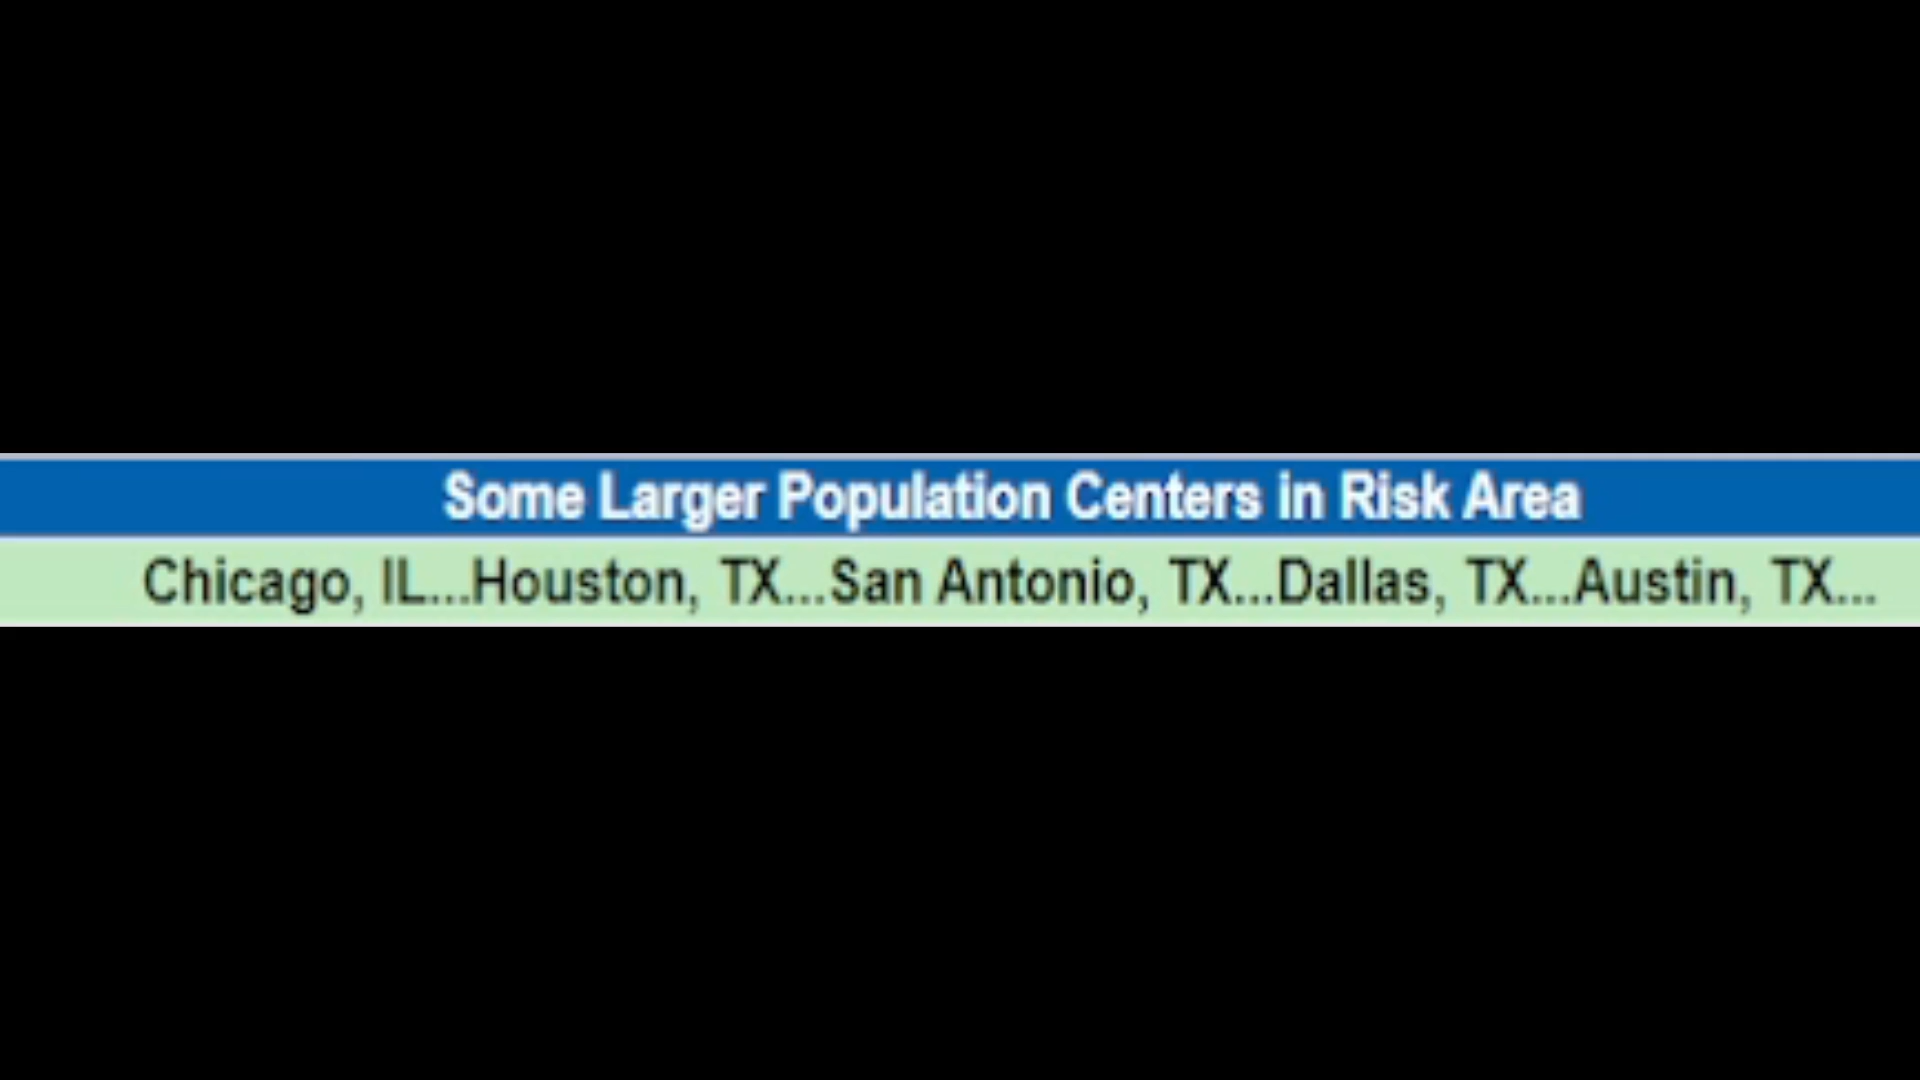 Some Larger Population Centers in Risk Area
Chicago, IL...Houston, TX...San Antonio, TX...Dallas, TX...Austin, TX...